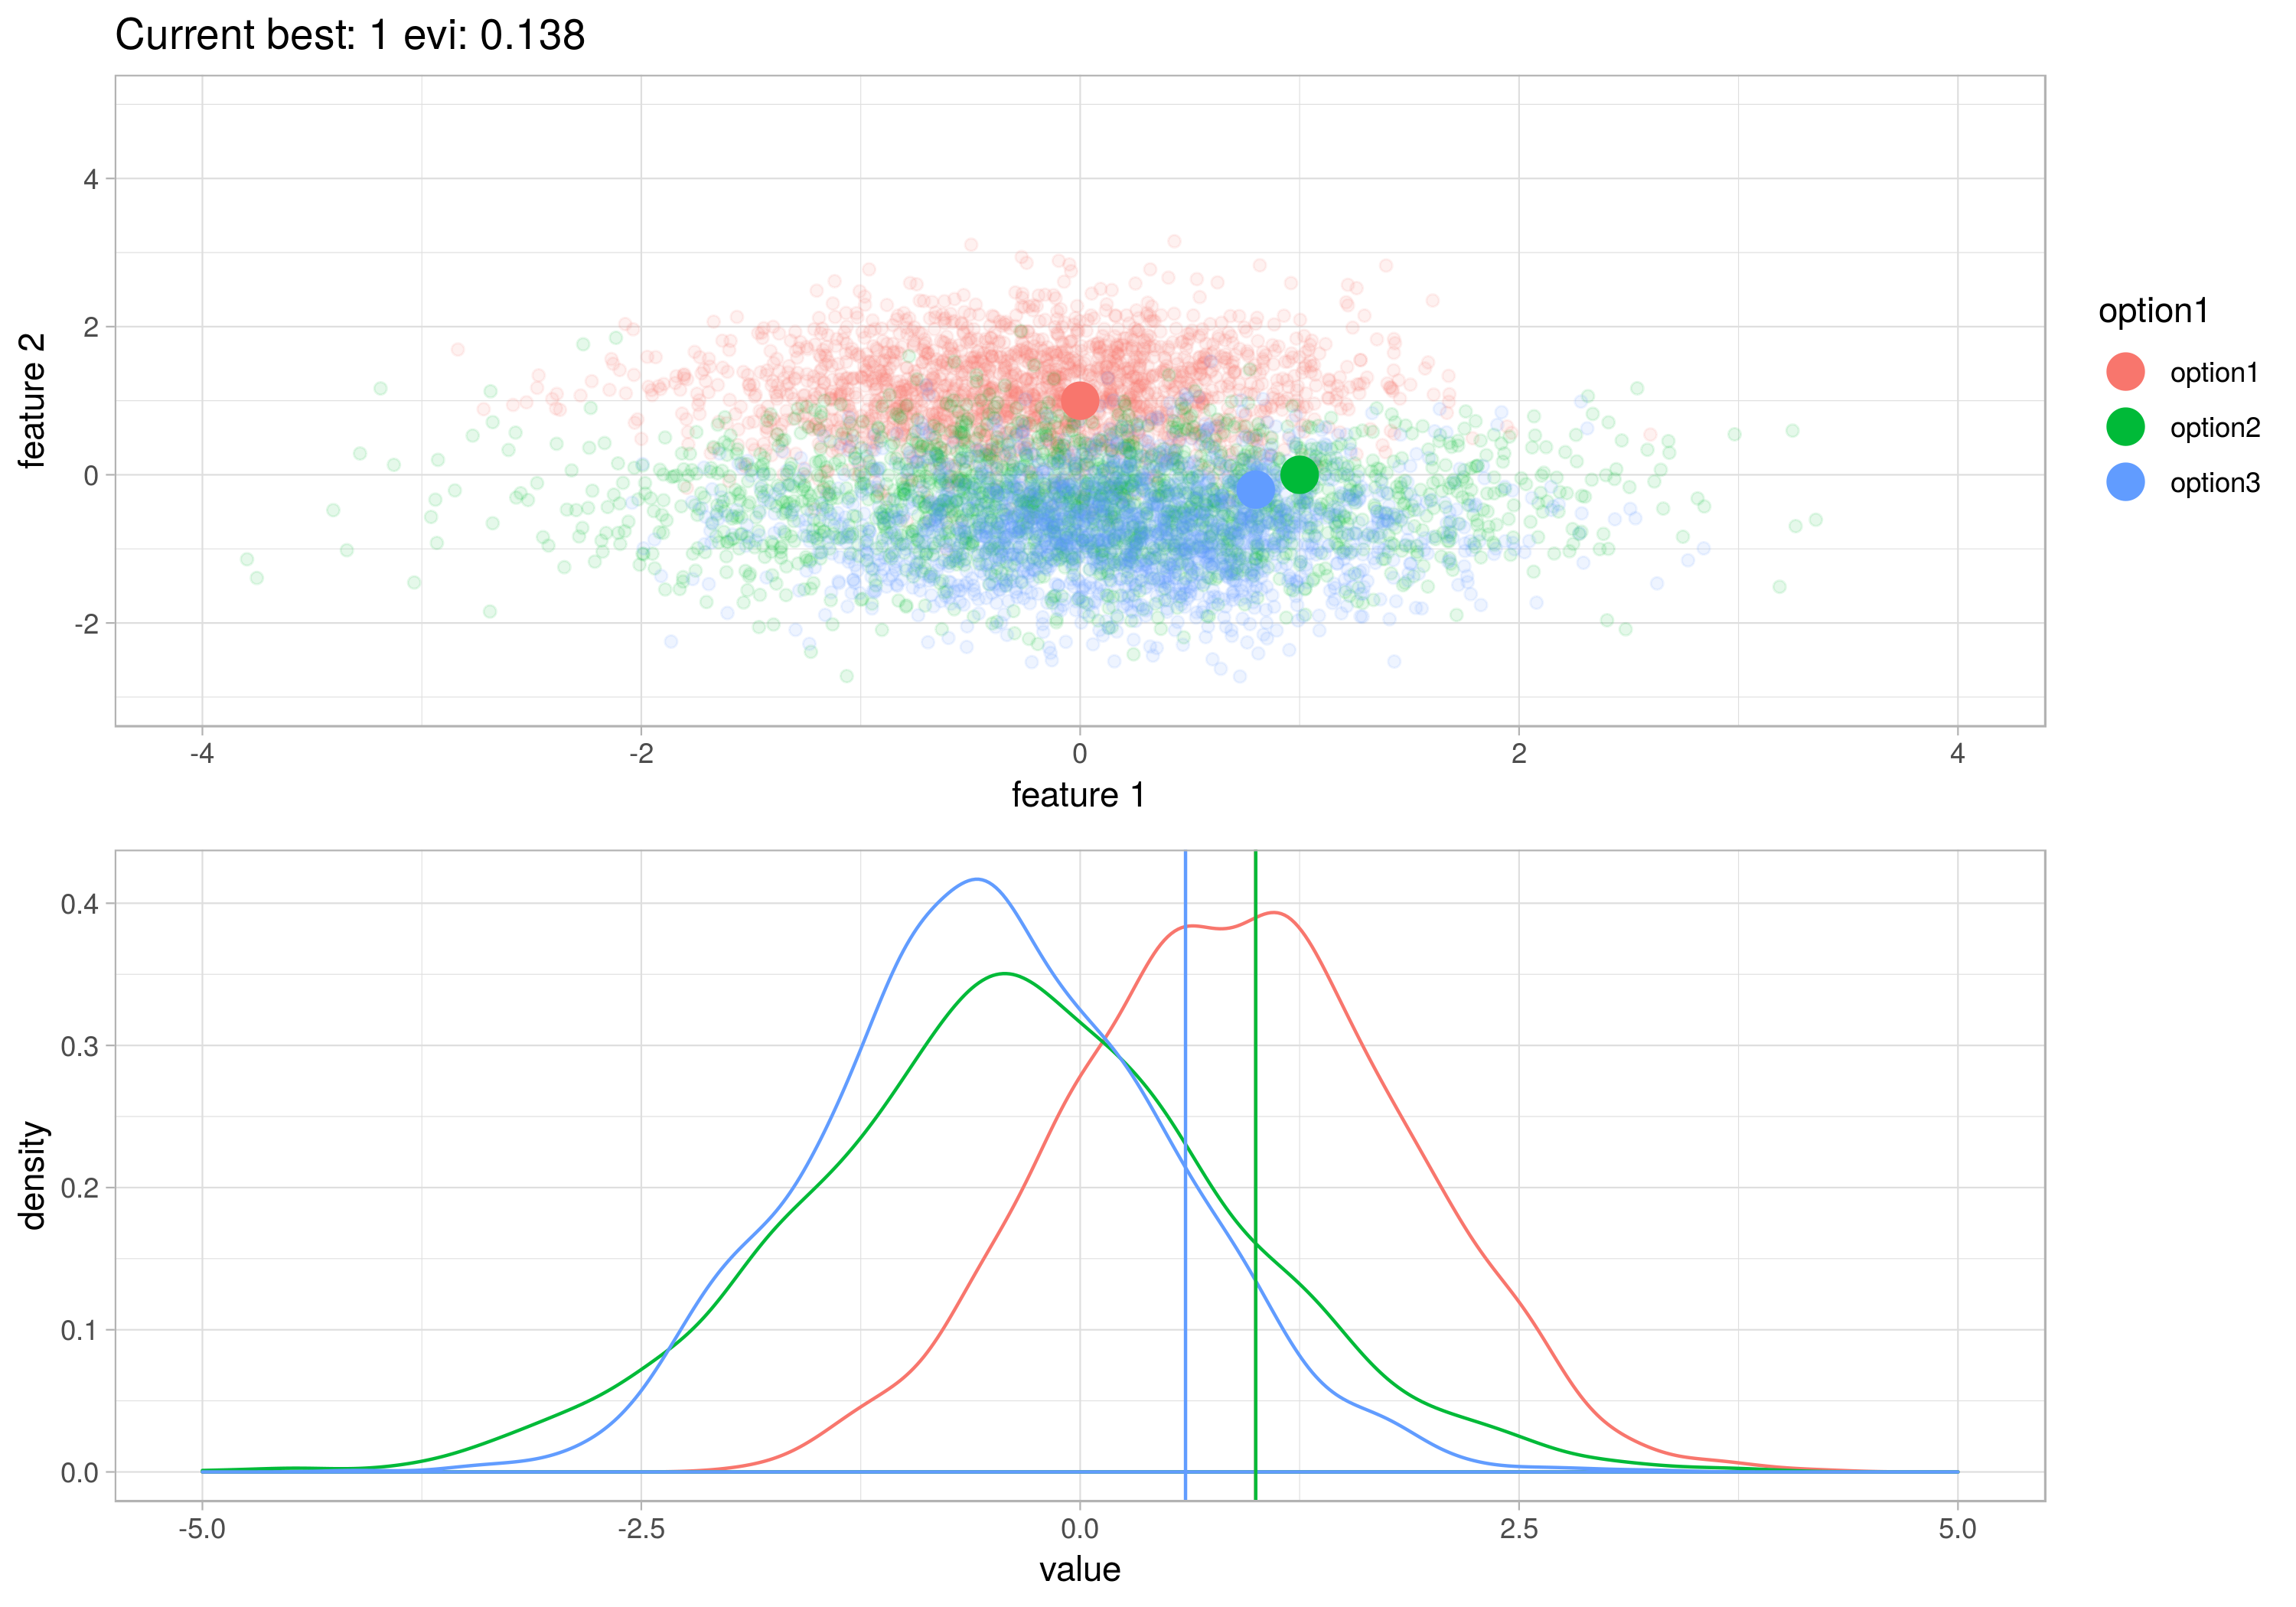 Current best: 1 evi: 0.138
feature 2
4
2
0
-2
-4 -2 0 2 4
feature 1
option1
option1
option2
option3
density
0.4
0.3
0.2
0.1
0.0
-5.0 -2.5 0.0 2.5 5.0
value